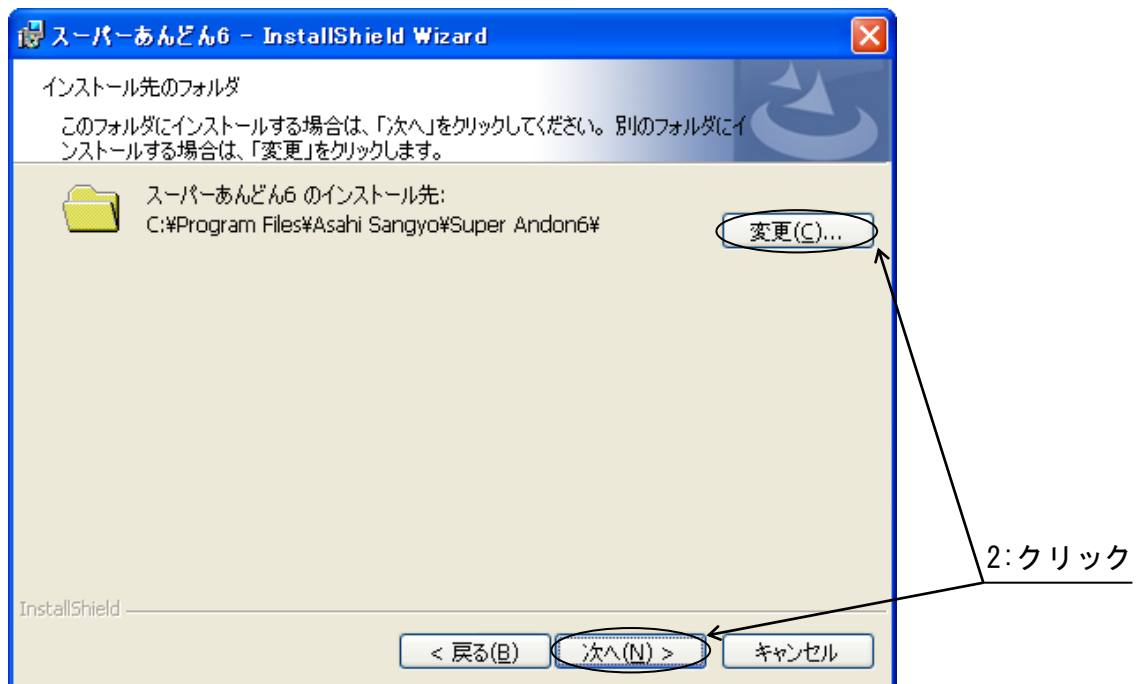 スーパーあんどん6 - InstallShield Wizard
インストール先のフォルダ
このフォルダにインストールする場合は、「次へ」をクリックしてください。別のフォルダにイ
ンストールする場合は、「変更」をクリックします。
スーパーあんどん6 のインストール先:
C:¥Program Files¥Asahi Sangyo¥Super Andon6¥
変更(C)...
2:クリック
InstallShield
< 戻る(B)
次へ(N) >
キャンセル